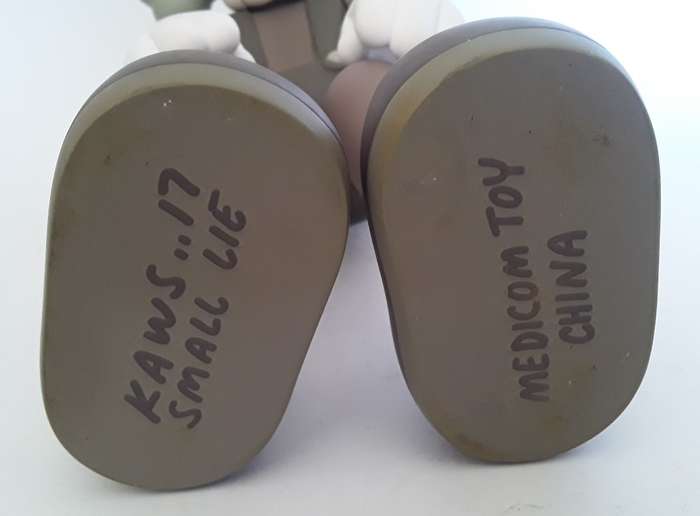 KAWS..17
SMALL LIE
MEDICOM TOY
CHINA